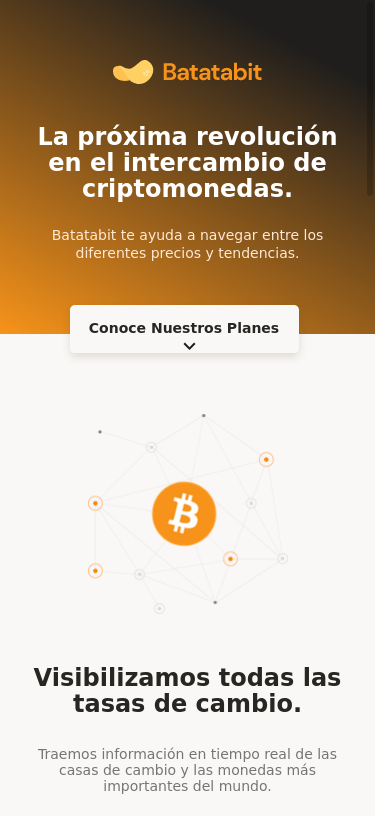 Batatabit
La próxima revolución
en el intercambio de
criptomonedas.
Batatabit te ayuda a navegar entre los
diferentes precios y tendencias.
Conoce Nuestros Planes
Visibilizamos todas las
tasas de cambio.
Traemos información en tiempo real de las
casas de cambio y las monedas más
importantes del mundo.